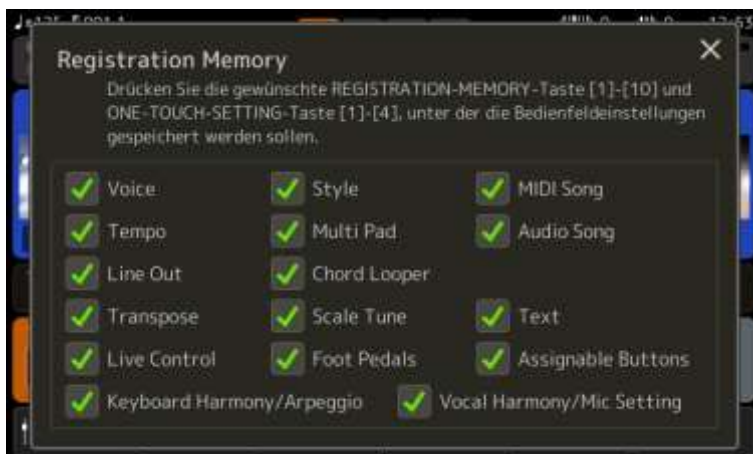 Registration Memory
Drücken Sie die gewünschte REGISTRATION-MEMORY-Taste [1]-[10] und
ONE-TOUCH-SETTING-Taste [1]-[4], unter der die Bedienfeldeinstellungen
gespeichert werden sollen.
Voice Style MIDI Song
Tempo Multi Pad Audio Song
Line Out Chord Looper
Transpose Scale Tune Text
Live Control Foot Pedals Assignable Buttons
Keyboard Harmony/Arpeggio Vocal Harmony/Mic Setting